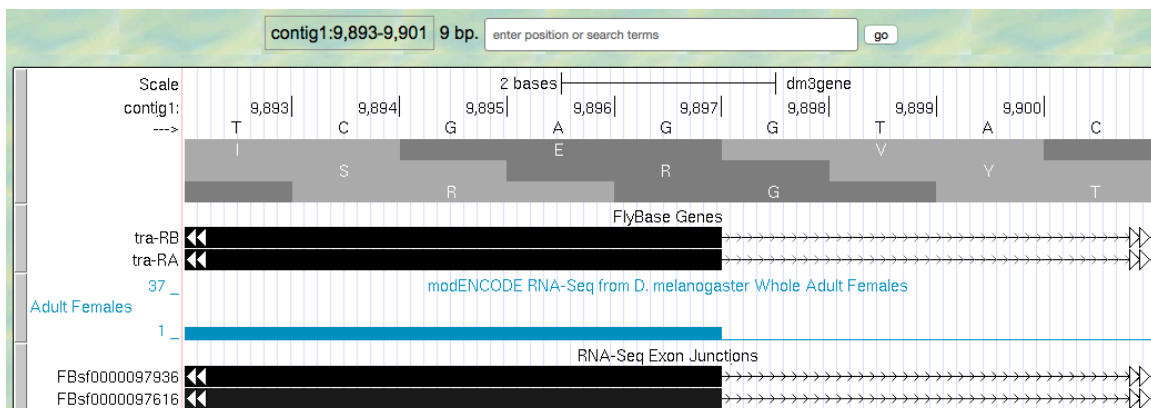 contig1:9,893-9,901 9 bp. enter position or search terms go
Scale 2 bases dm3gene
contig1: 9,893 9,894 9,895 9,896 9,897 9,898 9,899 9,900
---> T C G A G G T A C
I E V
S R Y
R G T
FlyBase Genes
tra-RB
tra-RA
37 _ modENCODE RNA-Seq from D. melanogaster Whole Adult Females
Adult Females
1 _
RNA-Seq Exon Junctions
FBsf0000097936
FBsf0000097616